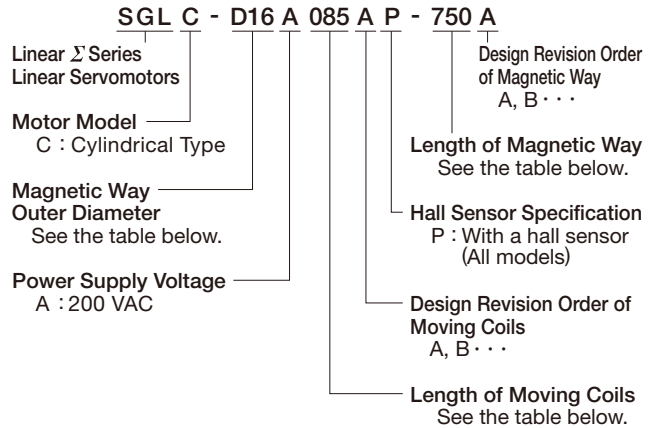 SGL C - D16 A 085 A P - 750 A
Linear Σ Series
Linear Servomotors
Motor Model
C : Cylindrical Type
Magnetic Way
Outer Diameter
See the table below.
Power Supply Voltage
A : 200 VAC
Design Revision Order
of Magnetic Way
A, B · · ·
Length of Magnetic Way
See the table below.
Hall Sensor Specification
P : With a hall sensor
(All models)
Design Revision Order of
Moving Coils
A, B · · ·
Length of Moving Coils
See the table below.